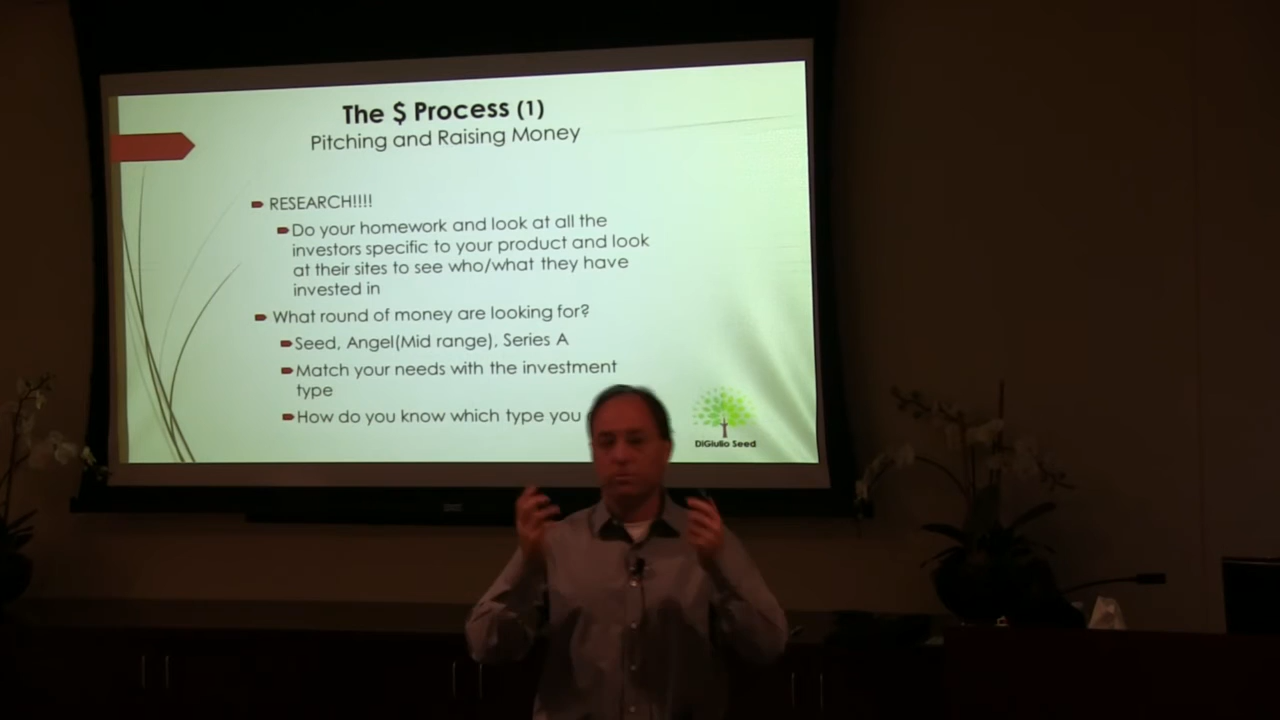 The $ Process (1)
Pitching and Raising Money
RESEARCH!!!!
Do your homework and look at all the
investors specific to your product and look
at their sites to see who/what they have
invested in
What round of money are looking for?
Seed, Angel(Mid range), Series A
Match your needs with the investment
type
How do you know which type you
DiGiulio Seed